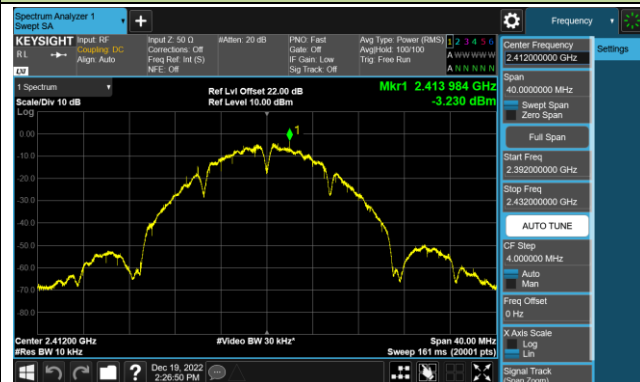 Spectrum Analyzer 1
Swept SA
Frequency
KEYSIGHT
Input: RF
Input Z: 50 Ω
#Atten: 20 dB
PNO: Fast
Avg Type: Power (RMS)
1 2 3 4 5 6
RL
Coupling: DC
Corrections: Off
Gate: Off
Avg|Hold: 100/100
A W W W W W
Align: Auto
Freq Ref: Int (S)
IF Gain: Low
Trig: Free Run
NFE: Off
Sig Track: Off
A N N N N N
LXI
1 Spectrum
Ref Lvl Offset 22.00 dB
Mkr1 2.413 984 GHz
Scale/Div 10 dB
Ref Level 10.00 dBm
-3.230 dBm
Log
1
0.00
-10.0
-20.0
-30.0
-40.0
-50.0
-60.0
-70.0
-80.0
Center 2.41200 GHz
#Video BW 30 kHz*
Span 40.00 MHz
#Res BW 10 kHz
Sweep 161 ms (20001 pts)
Dec 19, 2022
2:26:50 PM
Center Frequency
2.412000000 GHz
Settings
Span
40.0000000 MHz
Swept Span
Zero Span
Full Span
Start Freq
2.392000000 GHz
Stop Freq
2.432000000 GHz
AUTO TUNE
CF Step
4.000000 MHz
Auto
Man
Freq Offset
0 Hz
X Axis Scale
Log
Lin
Signal Track
(Span Zoom)